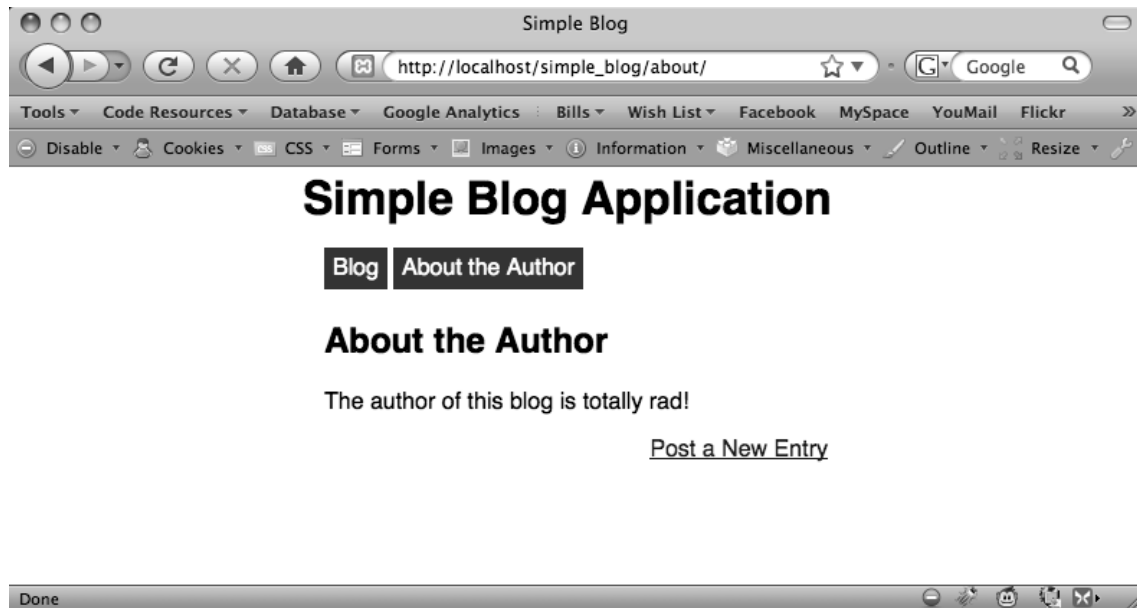 Simple Blog
http://localhost/simple_blog/about/
G Google
Tools Code Resources Database Google Analytics Bills Wish List Facebook MySpace YouMail Flickr »
Disable Cookies CSS Forms Images Information Miscellaneous Outline Resize
Simple Blog Application
Blog About the Author
About the Author
The author of this blog is totally rad!
Post a New Entry
Done